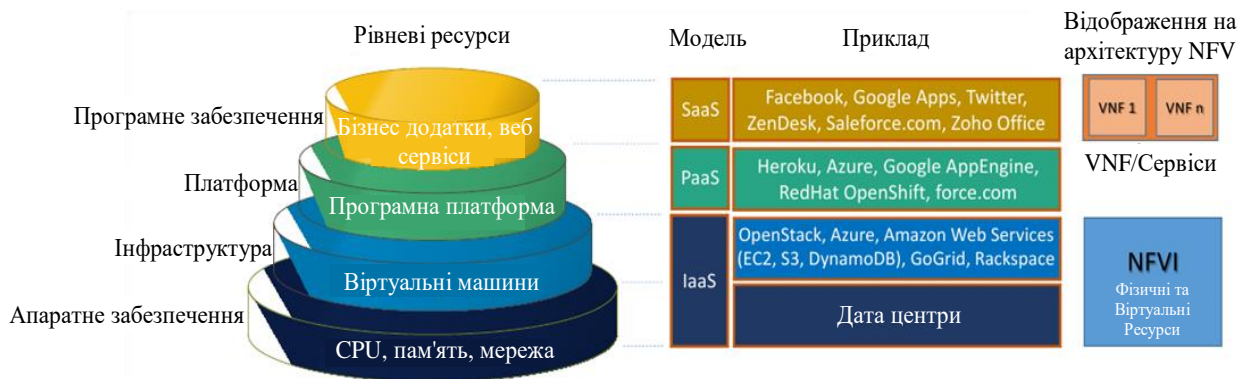 Рівневі ресурси
Модель
Приклад
Відображення на
архітектуру NFV
Програмне забезпечення
Бізнес додатки, веб
сервіси
SaaS
Facebook, Google Apps, Twitter,
ZenDesk, Saleforce.com, Zoho Office
VNF 1
VNF n
VNF/Сервіси
Платформа
Програмна платформа
PaaS
Heroku, Azure, Google AppEngine,
RedHat OpenShift, force.com
Інфраструктура
Віртуальні машини
IaaS
OpenStack, Azure, Amazon Web Services
(EC2, S3, DynamoDB), GoGrid, Rackspace
NFVI
Фізичні та
Віртуальні
Ресурси
Апаратне забезпечення
CPU, пам'ять, мережа
Дата центри